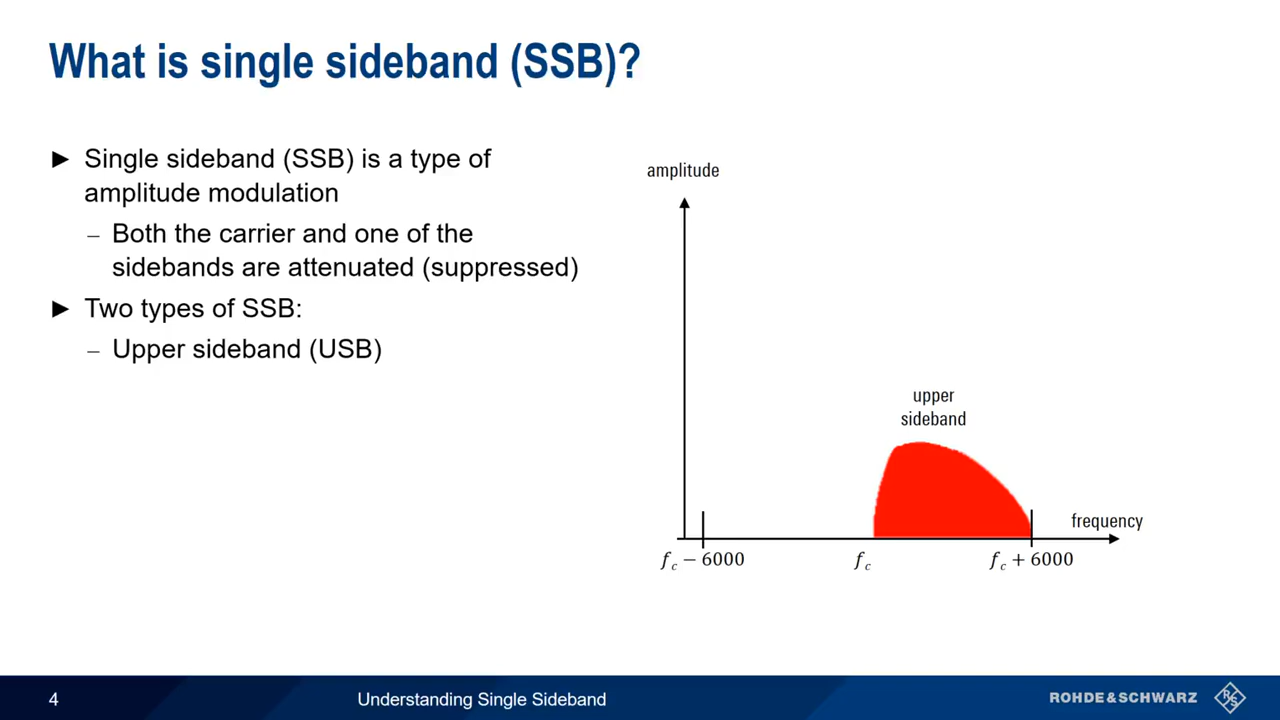 What is single sideband (SSB)?
► Single sideband (SSB) is a type of
amplitude modulation
– Both the carrier and one of the
sidebands are attenuated (suppressed)
► Two types of SSB:
– Upper sideband (USB)
amplitude
upper
sideband
frequency
f_c − 6000
f_c
f_c + 6000
4
Understanding Single Sideband
ROHDE & SCHWARZ
R S